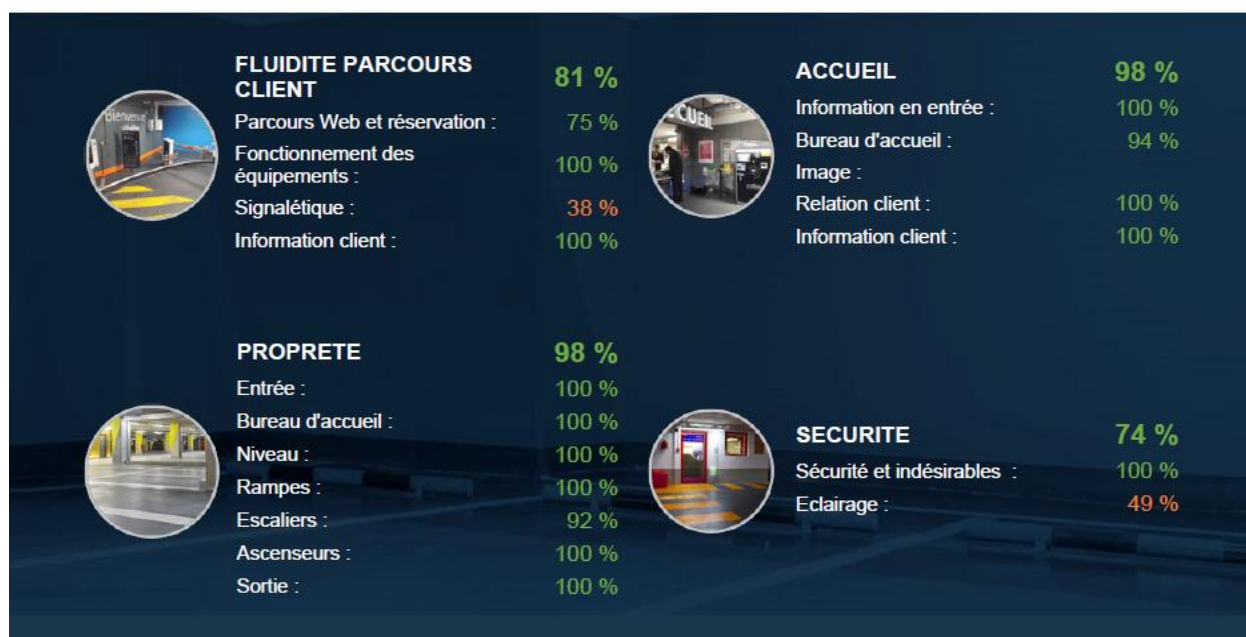 FLUIDITE PARCOURS
CLIENT 81 %
Parcours Web et réservation : 75 %
Fonctionnement des
équipements : 100 %
Signalétique : 38 %
Information client : 100 %
ACCUEIL 98 %
Information en entrée : 100 %
Bureau d'accueil : 94 %
Image :
Relation client : 100 %
Information client : 100 %
PROPRETE 98 %
Entrée : 100 %
Bureau d'accueil : 100 %
Niveau : 100 %
Rampes : 100 %
Escaliers : 92 %
Ascenseurs : 100 %
Sortie : 100 %
SECURITE 74 %
Sécurité et indésirables : 100 %
Eclairage : 49 %
Bienvenue
CUEIL